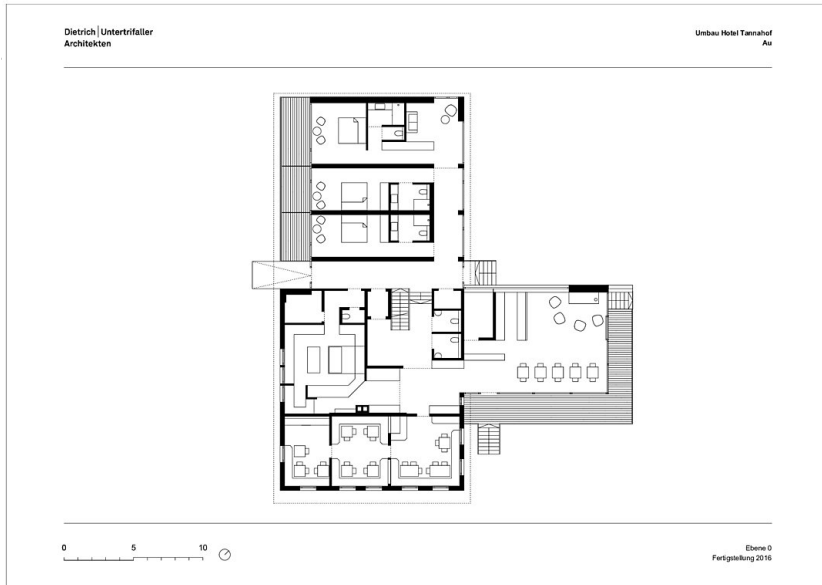 Dietrich | Untertrifaller
Architekten
Umbau Hotel Tannahof
Au
0 5 10
Ebene 0
Fertigstellung 2016